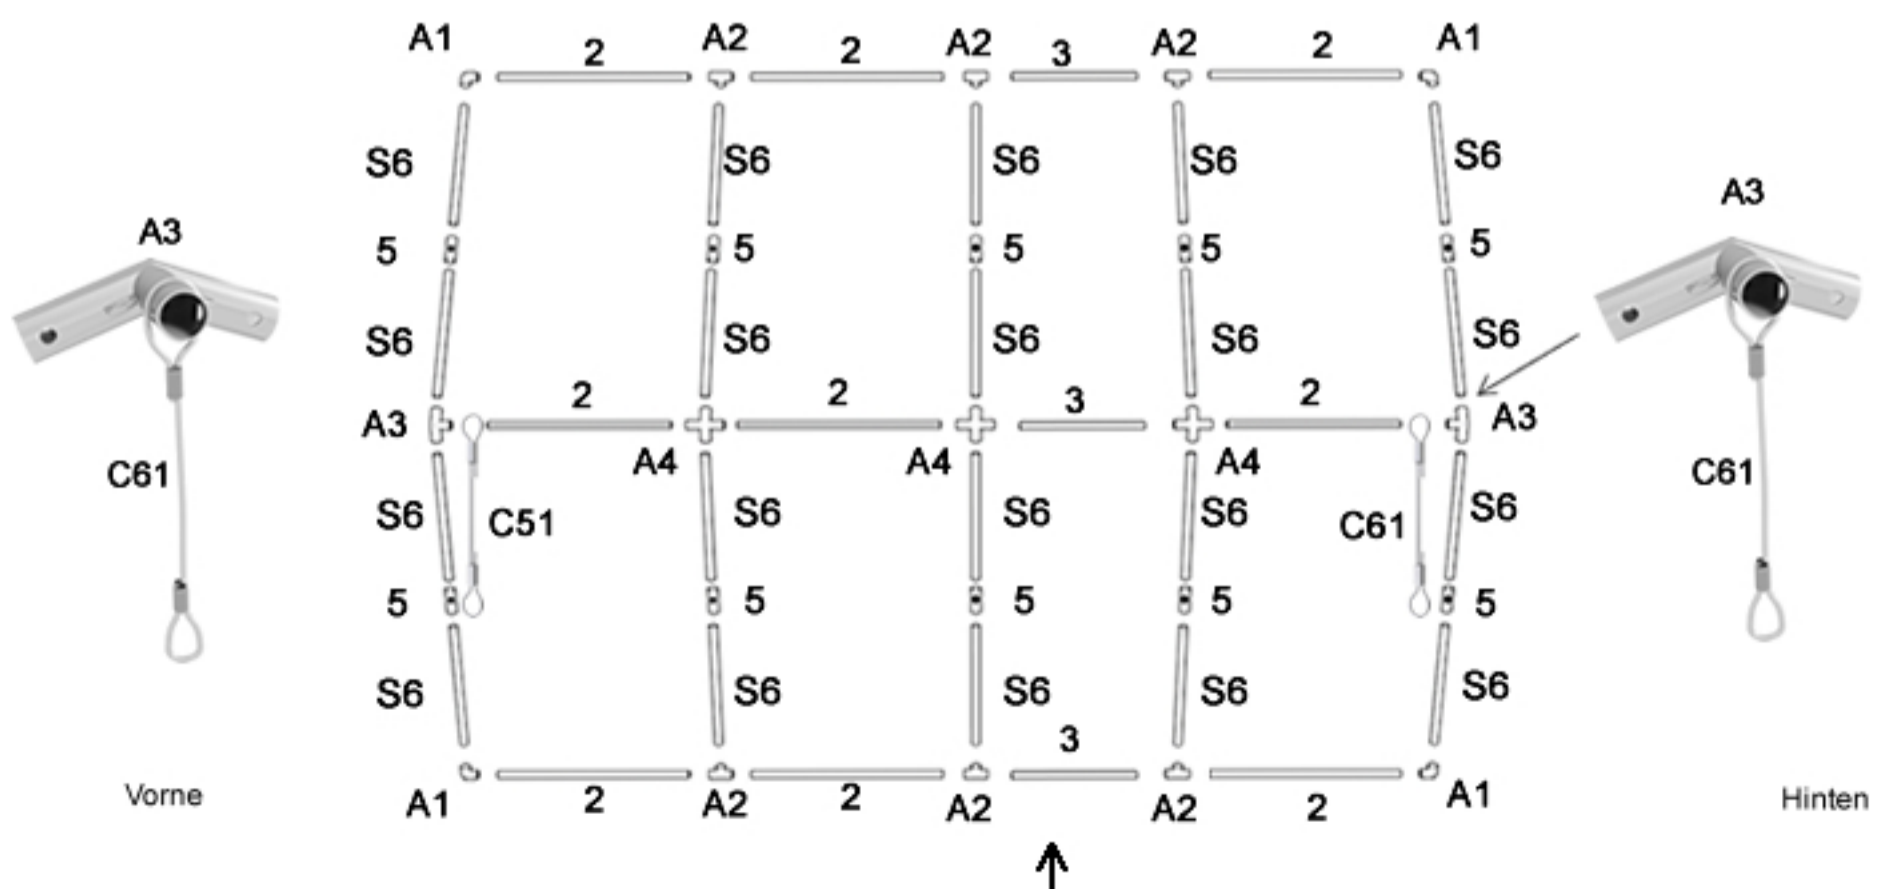 A1 2 A2 2 A2 3 A2 2 A1
S6 S6 S6 S6 S6
A3 A3
5 5 5 5 5
S6 S6 S6 S6 S6
2 2 3 2
A3 A4 A4 A4 A3
C61 C61
S6 C51 S6 S6 S6 C61 S6
5 5 5 5 5
S6 S6 S6 S6 S6
3
A1 2 A2 2 A2 A2 2 A1
Vorne Hinten